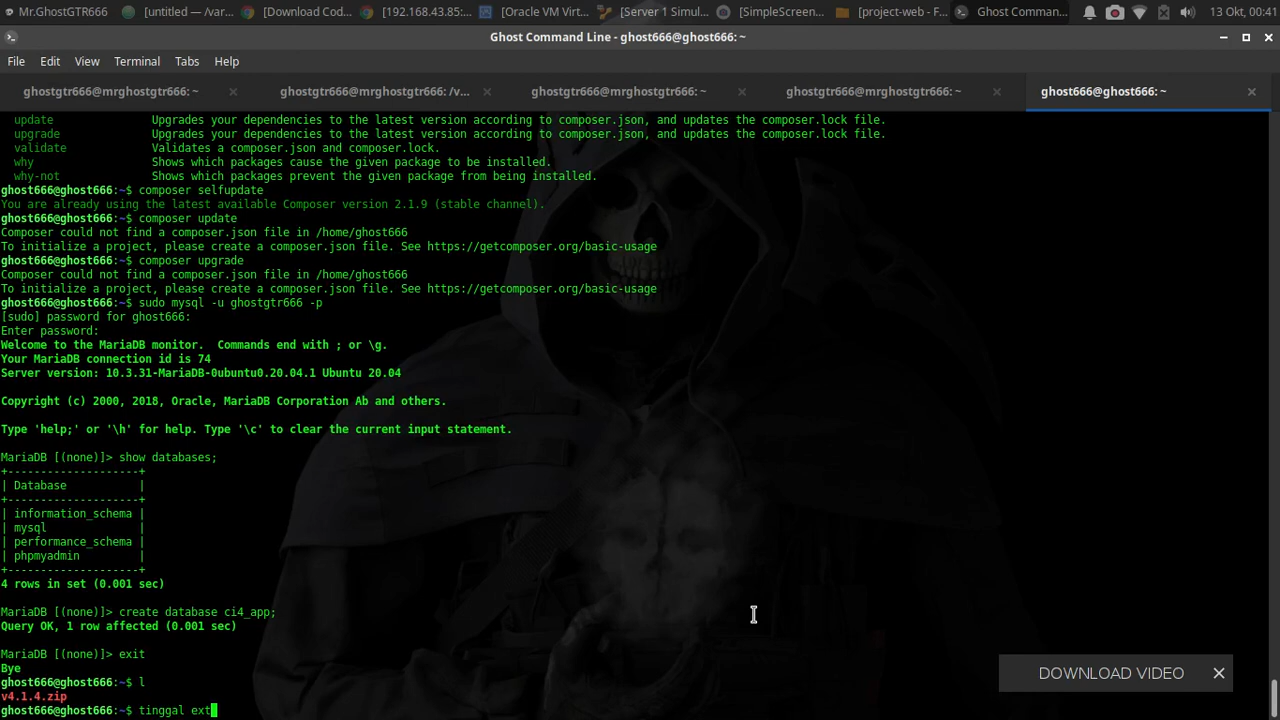 Mr.GhostGTR666 [untitled — /var... [Download Cod... [192.168.43.85:... [Oracle VM Virt... [Server 1 Simul... [SimpleScreen... [project-web - F... Ghost Comman... 13 Okt, 00:41
Ghost Command Line - ghost666@ghost666: ~
File Edit View Terminal Tabs Help
ghostgtr666@mrghostgtr666: ~ ghostgtr666@mrghostgtr666: /v... ghostgtr666@mrghostgtr666: ~ ghostgtr666@mrghostgtr666: ~ ghost666@ghost666: ~
update Upgrades your dependencies to the latest version according to composer.json, and updates the composer.lock file.
upgrade Upgrades your dependencies to the latest version according to composer.json, and updates the composer.lock file.
validate Validates a composer.json and composer.lock.
why Shows which packages cause the given package to be installed.
why-not Shows which packages prevent the given package from being installed.
ghost666@ghost666:~$ composer selfupdate
You are already using the latest available Composer version 2.1.9 (stable channel).
ghost666@ghost666:~$ composer update
Composer could not find a composer.json file in /home/ghost666
To initialize a project, please create a composer.json file. See https://getcomposer.org/basic-usage
ghost666@ghost666:~$ composer upgrade
Composer could not find a composer.json file in /home/ghost666
To initialize a project, please create a composer.json file. See https://getcomposer.org/basic-usage
ghost666@ghost666:~$ sudo mysql -u ghostgtr666 -p
[sudo] password for ghost666:
Enter password:
Welcome to the MariaDB monitor.  Commands end with ; or \g.
Your MariaDB connection id is 74
Server version: 10.3.31-MariaDB-0ubuntu0.20.04.1 Ubuntu 20.04
Copyright (c) 2000, 2018, Oracle, MariaDB Corporation Ab and others.
Type 'help;' or '\h' for help. Type '\c' to clear the current input statement.
MariaDB [(none)]> show databases;
+--------------------+
| Database           |
+--------------------+
| information_schema |
| mysql              |
| performance_schema |
| phpmyadmin         |
+--------------------+
4 rows in set (0.001 sec)
MariaDB [(none)]> create database ci4_app;
Query OK, 1 row affected (0.001 sec)
MariaDB [(none)]> exit
Bye
ghost666@ghost666:~$ l
v4.1.4.zip
ghost666@ghost666:~$ tinggal ext
DOWNLOAD VIDEO